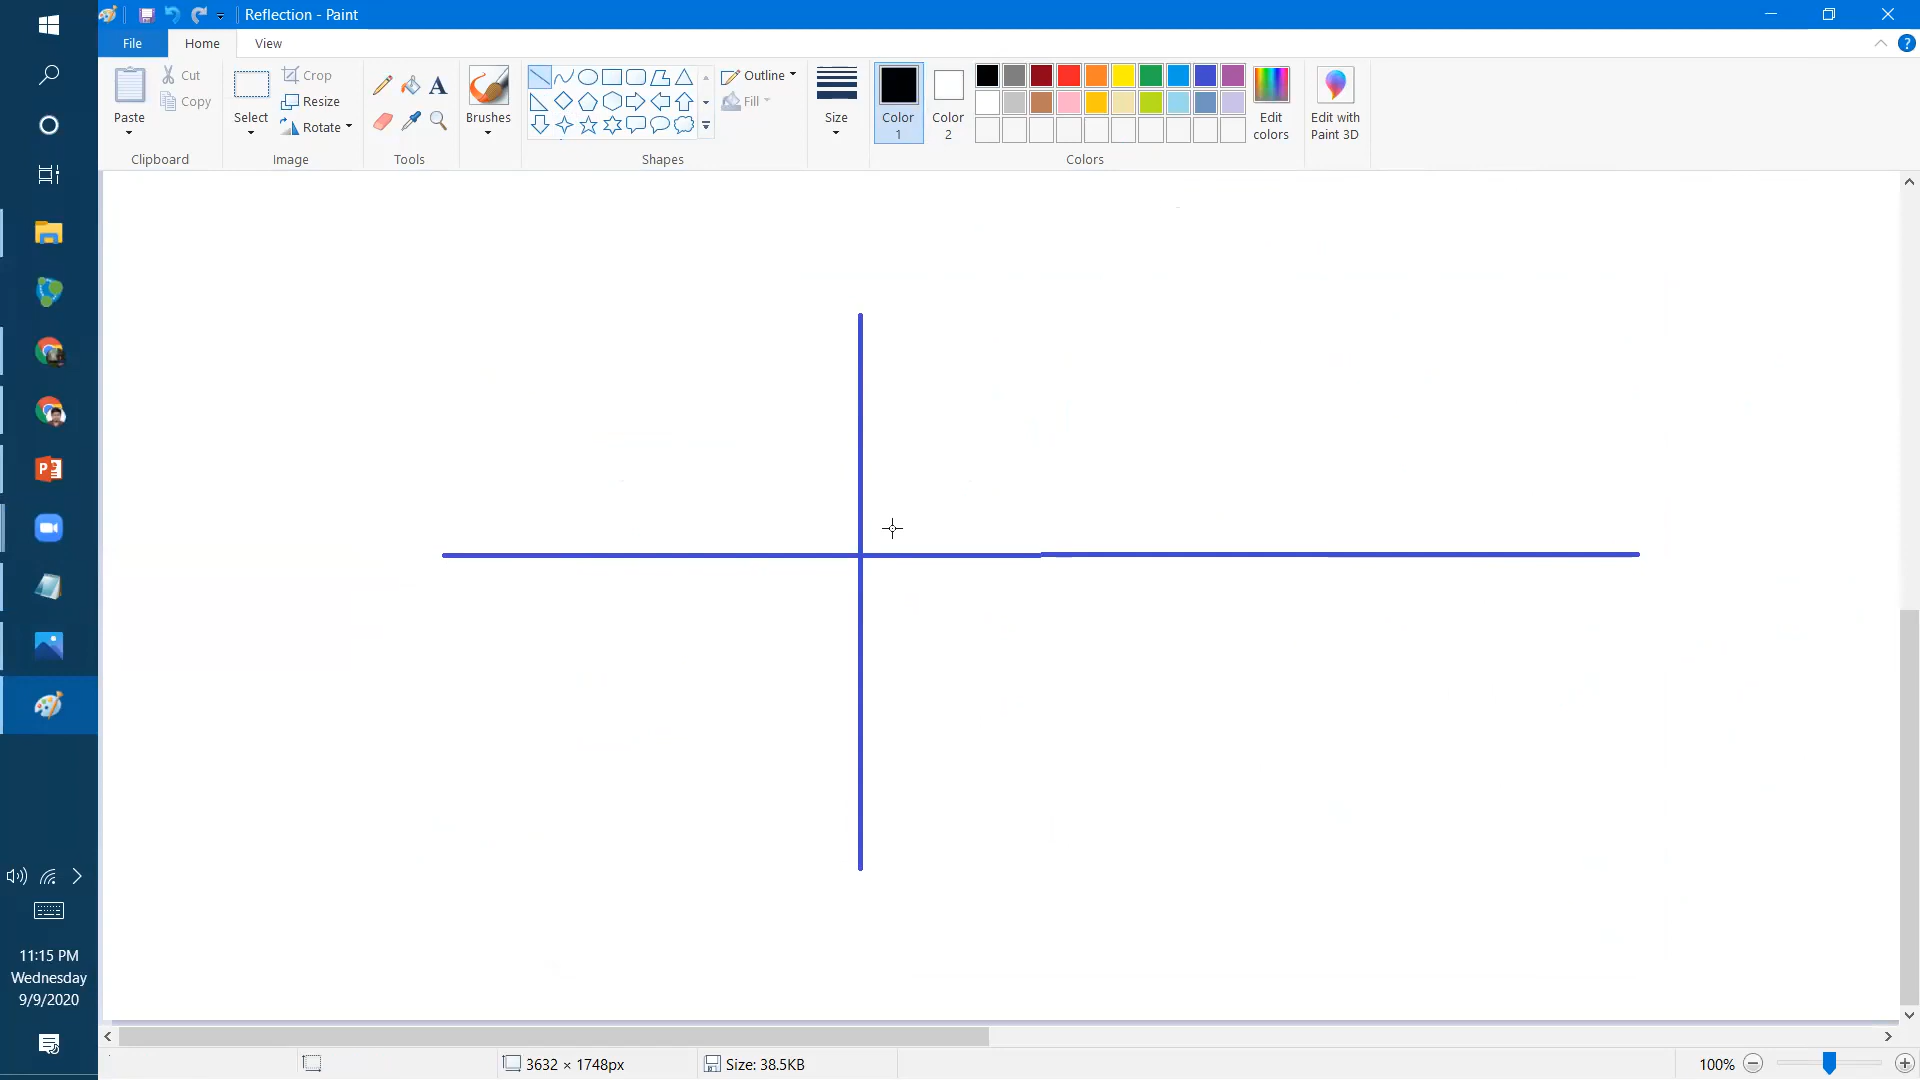 Reflection - Paint
File
Home
View
Paste
Cut
Copy
Clipboard
Select
Crop
Resize
Rotate
Image
A
Tools
Brushes
Shapes
Outline
Fill
Size
Color 1
Color 2
Colors
Edit colors
Edit with Paint 3D
?
P
11:15 PM
Wednesday
9/9/2020
3632 × 1748px
Size: 38.5KB
100%